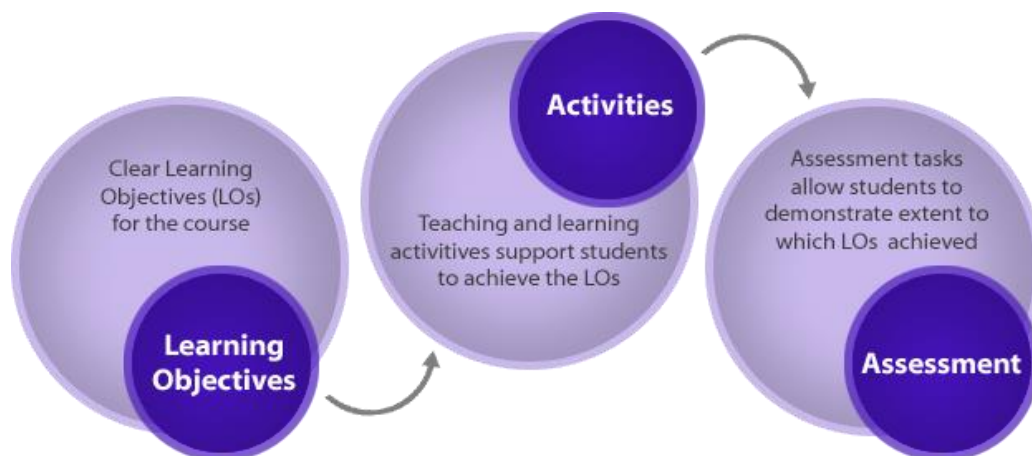 Clear Learning
Objectives (LOs)
for the course
Learning
Objectives
Activities
Teaching and learning
activitives support students
to achieve the LOs
Assessment tasks
allow students to
demonstrate extent to
which LOs achieved
Assessment